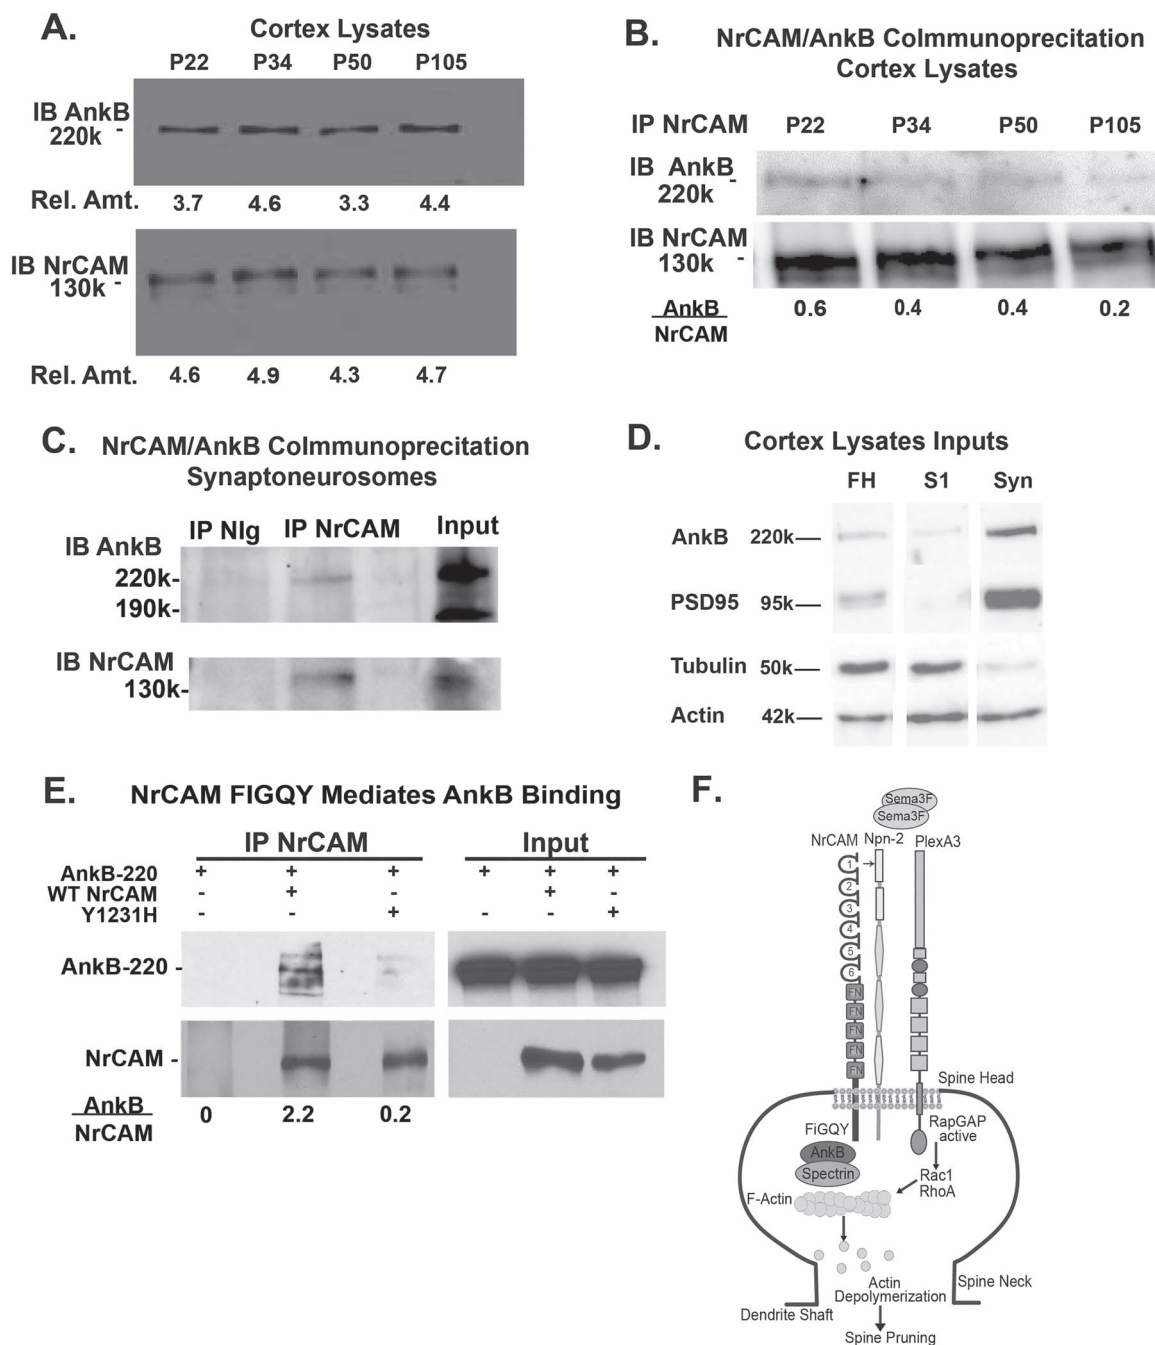 A.
Cortex Lysates
P22 P34 P50 P105
IB AnkB
220k -
Rel. Amt. 3.7 4.6 3.3 4.4
IB NrCAM
130k -
Rel. Amt. 4.6 4.9 4.3 4.7
B.
NrCAM/AnkB CoImmunoprecitation
Cortex Lysates
IP NrCAM P22 P34 P50 P105
IB AnkB
220k -
IB NrCAM
130k -
AnkB
NrCAM
0.6 0.4 0.4 0.2
C.
NrCAM/AnkB CoImmunoprecitation
Synaptoneurosomes
IP NIg IP NrCAM Input
IB AnkB
220k-
190k-
IB NrCAM
130k-
D.
Cortex Lysates Inputs
FH S1 Syn
AnkB 220k—
PSD95 95k—
Tubulin 50k—
Actin 42k—
E.
NrCAM FIGQY Mediates AnkB Binding
IP NrCAM Input
AnkB-220 + + + + + +
WT NrCAM - + - + -
Y1231H - - + - - +
AnkB-220 -
NrCAM -
AnkB
NrCAM
0 2.2 0.2
F.
Sema3F
Sema3F
NrCAM Npn-2 PlexA3
1
2
3
4
5
6
FN
FN
FN
FN
FN
Spine Head
FiGQY
RapGAP
active
AnkB
Spectrin
Rac1
RhoA
F-Actin
Actin
Depolymerization
Spine Neck
Dendrite Shaft
Spine Pruning